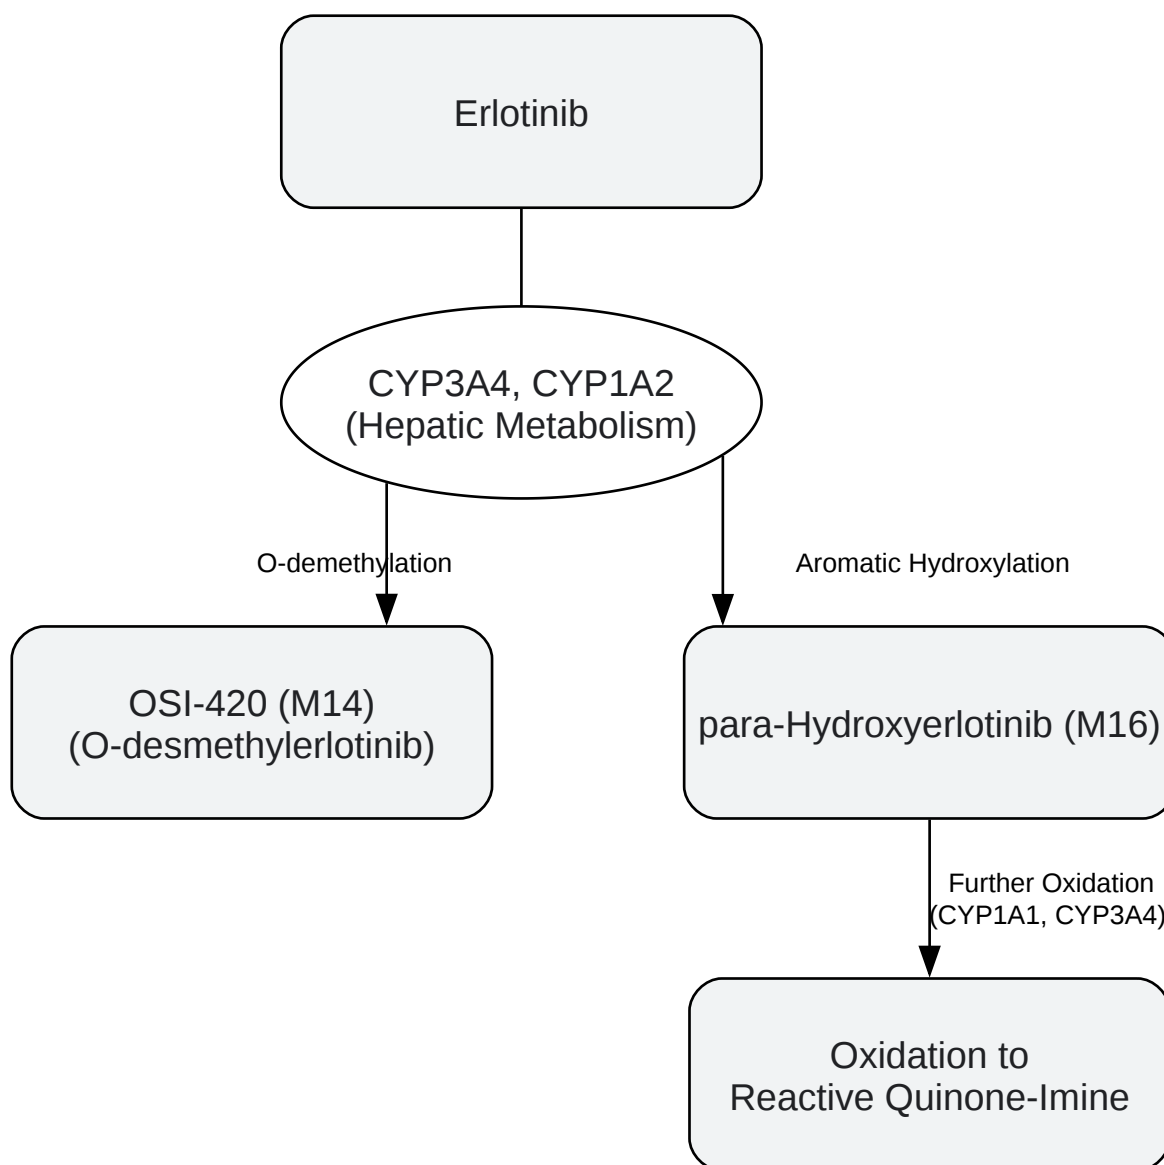 Erlotinib
CYP3A4, CYP1A2
(Hepatic Metabolism)
O-demethylation
Aromatic Hydroxylation
OSI-420 (M14)
(O-desmethylerlotinib)
para-Hydroxyerlotinib (M16)
Further Oxidation
(CYP1A1, CYP3A4)
Oxidation to
Reactive Quinone-Imine